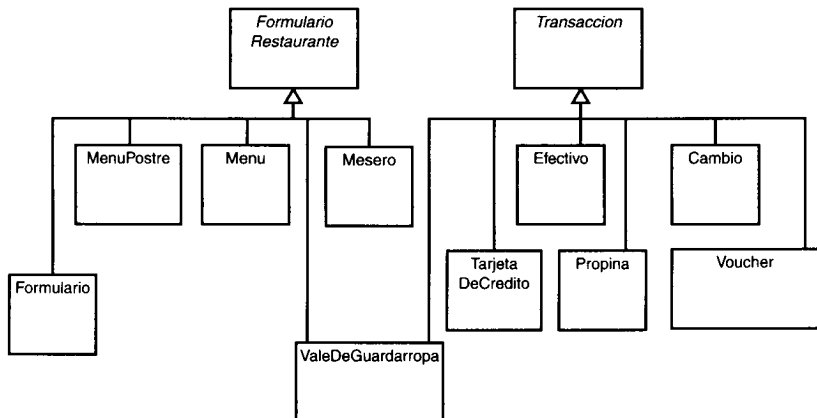 Formulario
Restaurante
Transaccion
MenuPostre
Menu
Mesero
Efectivo
Cambio
Formulario
Tarjeta
DeCredito
Propina
Voucher
ValeDeGuardarropa